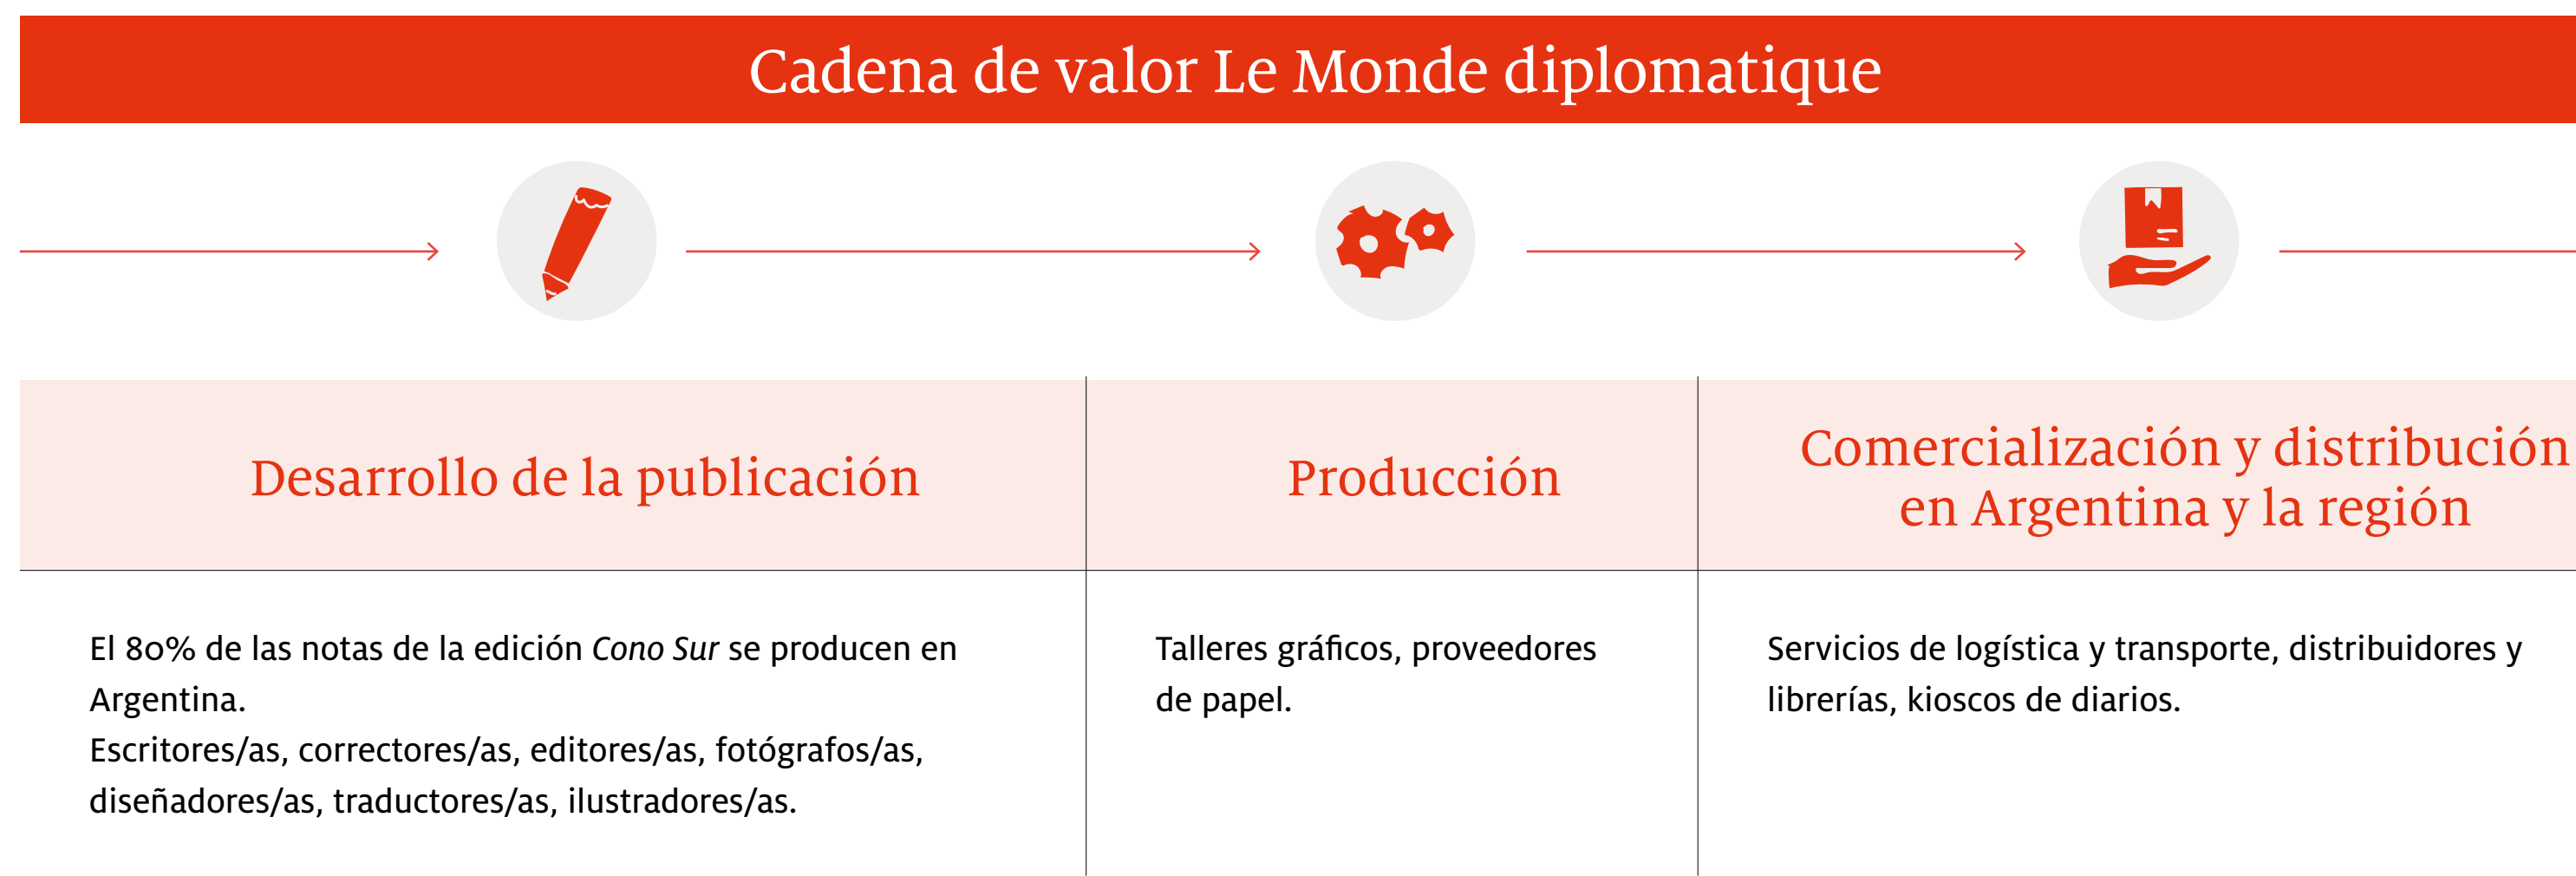 Cadena de valor Le Monde diplomatique
Desarrollo de la publicación
Producción
Comercialización y distribución
en Argentina y la región
El 80% de las notas de la edición Cono Sur se producen en
Argentina.
Escritores/as, correctores/as, editores/as, fotógrafos/as,
diseñadores/as, traductores/as, ilustradores/as.
Talleres gráficos, proveedores
de papel.
Servicios de logística y transporte, distribuidores y
librerías, kioscos de diarios.